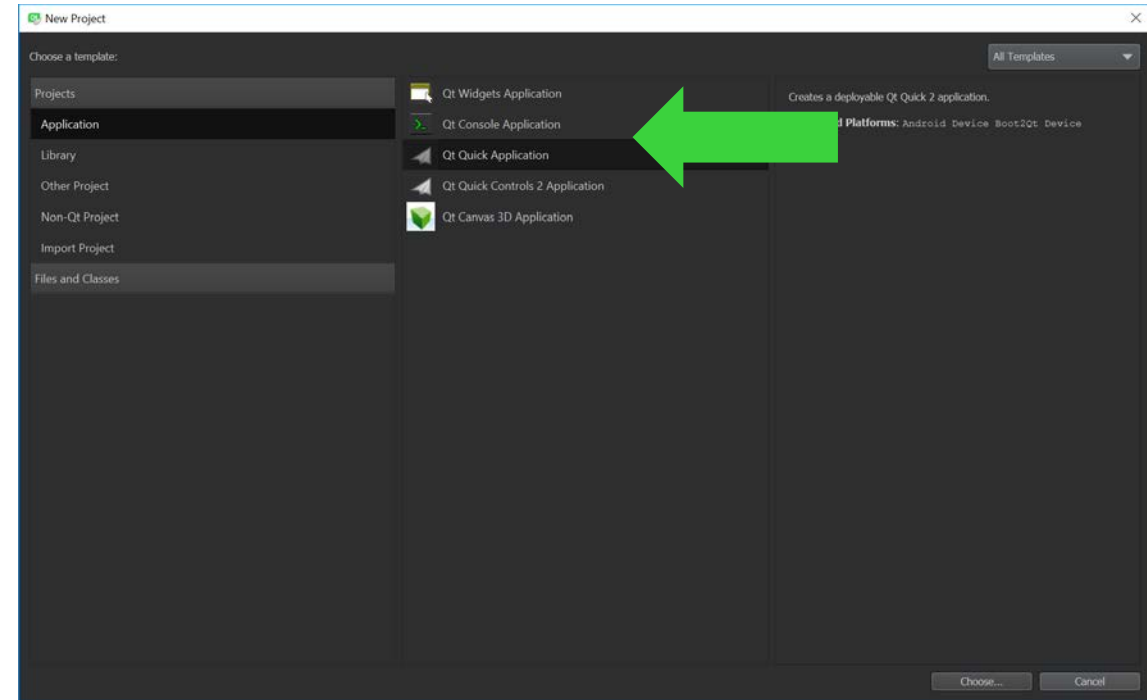 New Project
Choose a template:
All Templates
Projects
Application
Library
Other Project
Non-Qt Project
Import Project
Files and Classes
Qt Widgets Application
Qt Console Application
Qt Quick Application
Qt Quick Controls 2 Application
Qt Canvas 3D Application
Creates a deployable Qt Quick 2 application.
Platforms: Android Device Boot2Qt Device
Choose...
Cancel